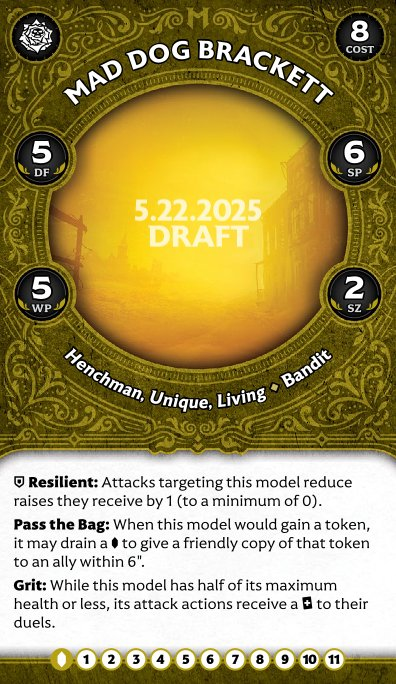 8
COST
MAD DOG BRACKETT
5
DF
6
SP
5.22.2025
DRAFT
5
WP
2
SZ
Henchman, Unique, Living ⬥ Bandit
Resilient: Attacks targeting this model reduce
raises they receive by 1 (to a minimum of 0).
Pass the Bag: When this model would gain a token,
it may drain a to give a friendly copy of that token
to an ally within 6".
Grit: While this model has half of its maximum
health or less, its attack actions receive a to their
duels.
1 2 3 4 5 6 7 8 9 10 11